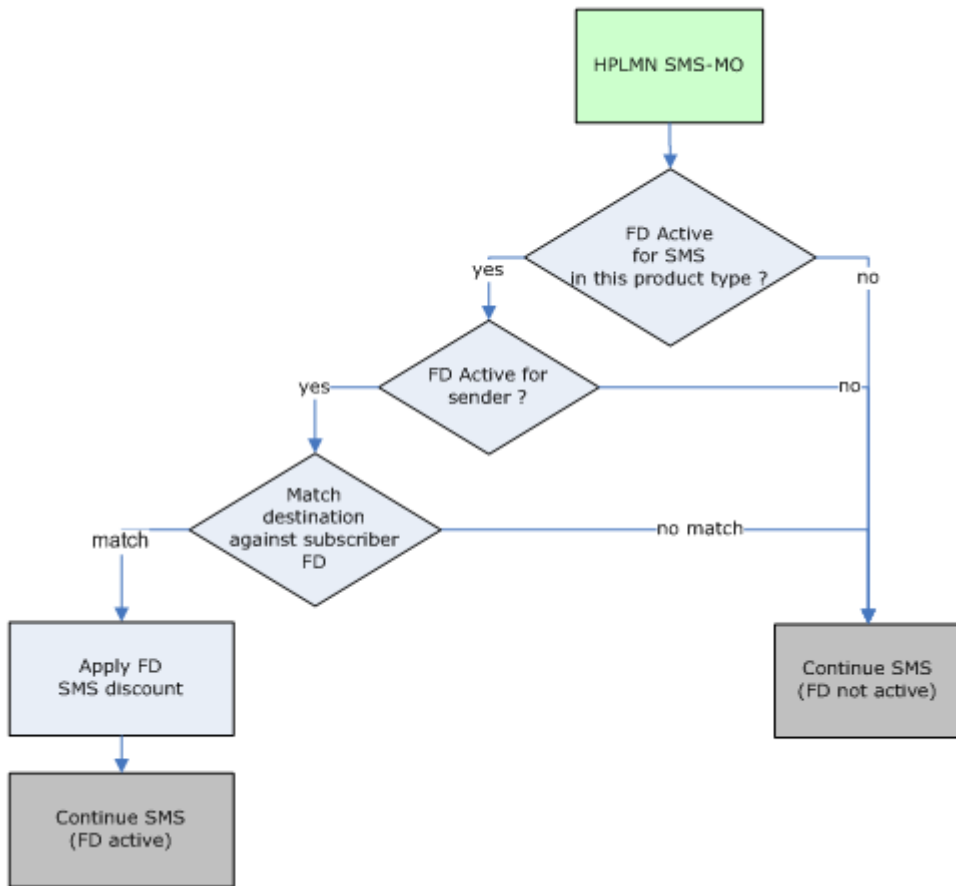 HPLMN SMS-MO
FD Active
for SMS
in this product type ?
yes
no
FD Active for
sender ?
yes
no
Match
destination
against subscriber
FD
match
no match
Apply FD
SMS discount
Continue SMS
(FD not active)
Continue SMS
(FD active)